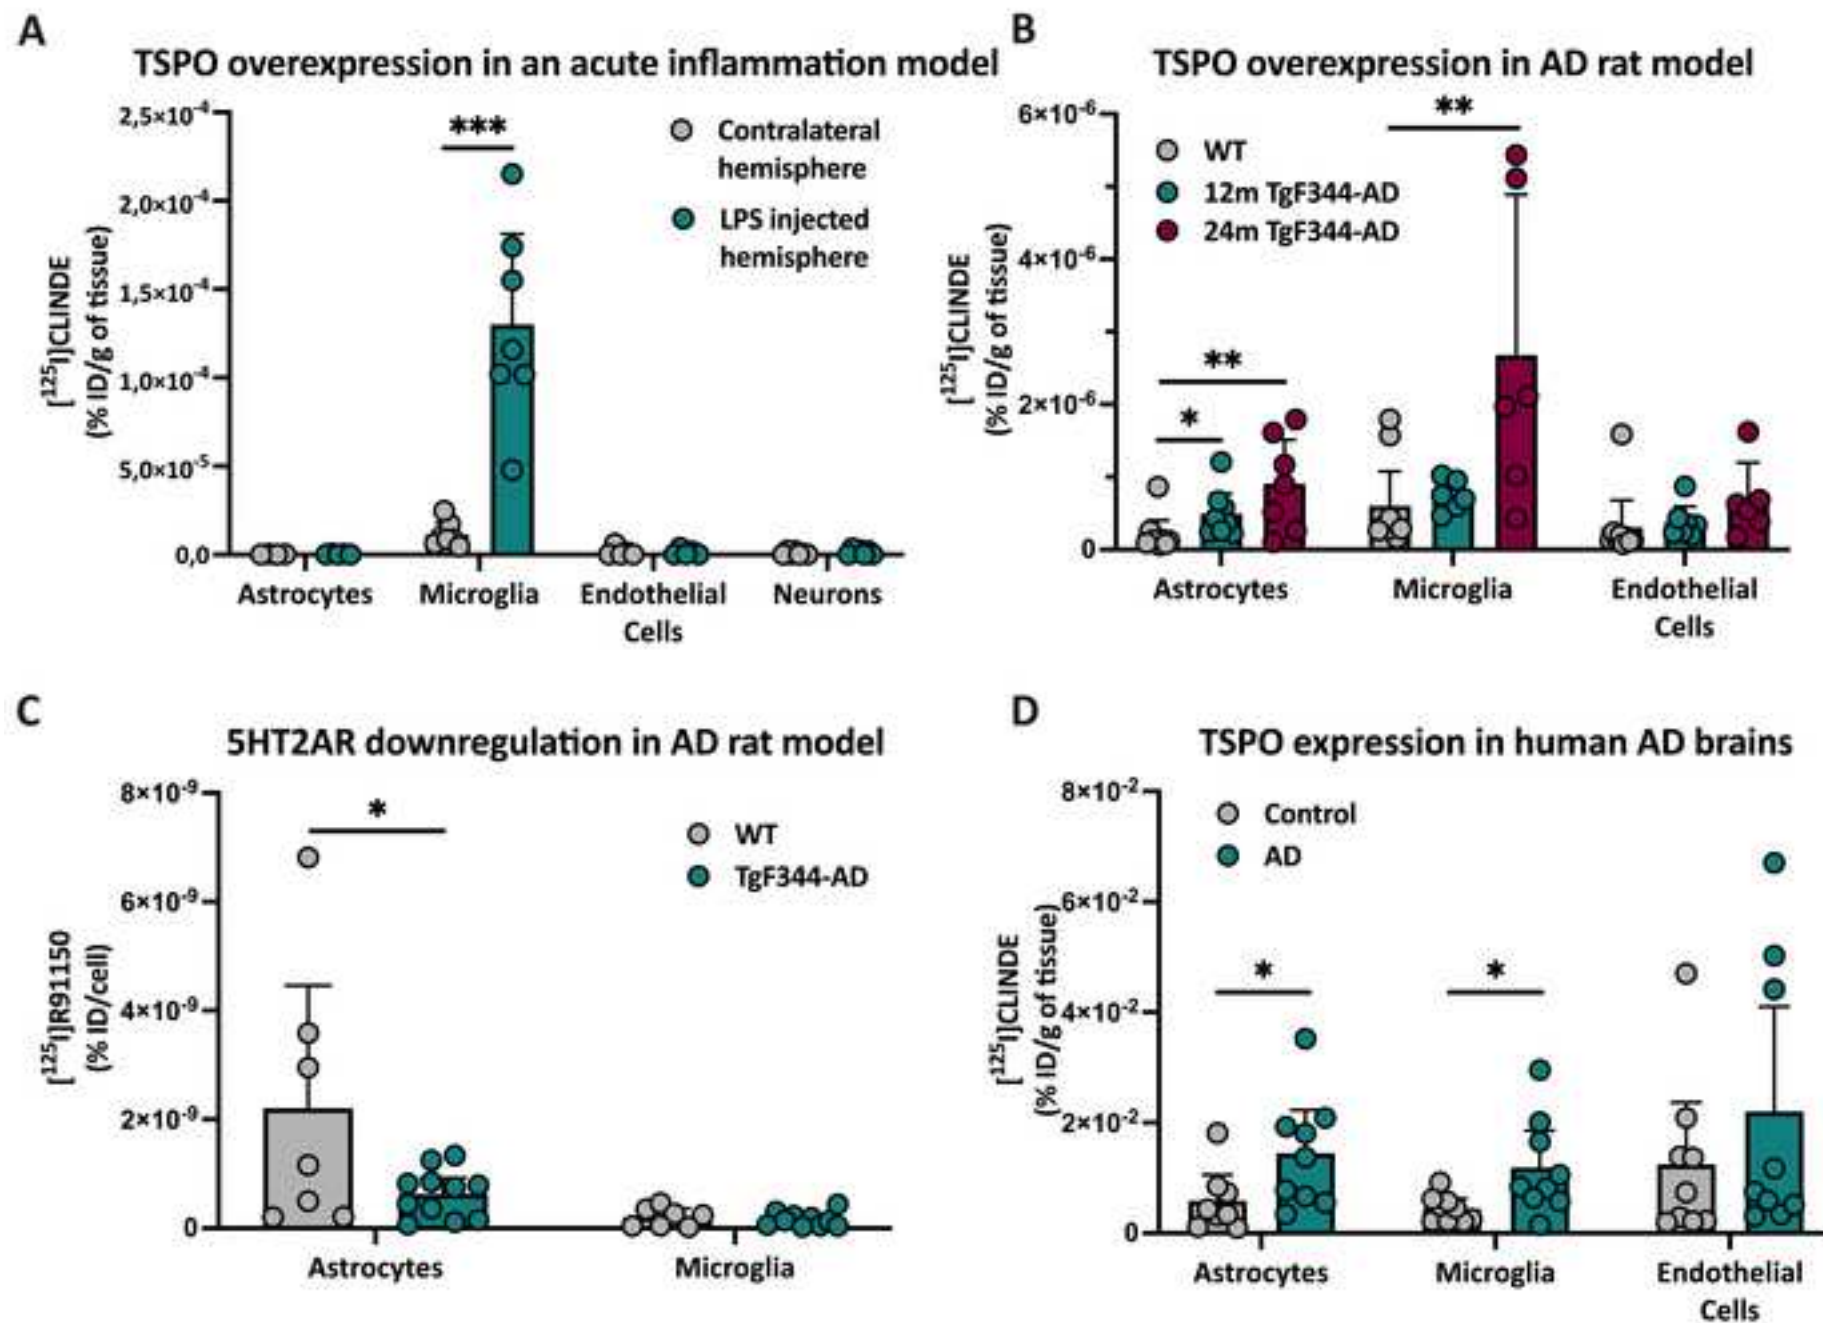 A
TSPO overexpression in an acute inflammation model
[¹²⁵I]CLINDE
(% ID/g of tissue)
2,5×10⁻⁴
2,0×10⁻⁴
1,5×10⁻⁴
1,0×10⁻⁴
5,0×10⁻⁵
0,0
***
Contralateral
hemisphere
LPS injected
hemisphere
Astrocytes
Microglia
Endothelial
Cells
Neurons
B
TSPO overexpression in AD rat model
[¹²⁵I]CLINDE
(% ID/g of tissue)
6×10⁻⁶
4×10⁻⁶
2×10⁻⁶
0
WT
12m TgF344-AD
24m TgF344-AD
*
**
**
Astrocytes
Microglia
Endothelial
Cells
C
5HT2AR downregulation in AD rat model
[¹²⁵I]R91150
(% ID/cell)
8×10⁻⁹
6×10⁻⁹
4×10⁻⁹
2×10⁻⁹
0
*
WT
TgF344-AD
Astrocytes
Microglia
D
TSPO expression in human AD brains
[¹²⁵I]CLINDE
(% ID/g of tissue)
8×10⁻²
6×10⁻²
4×10⁻²
2×10⁻²
0
Control
AD
*
*
Astrocytes
Microglia
Endothelial
Cells